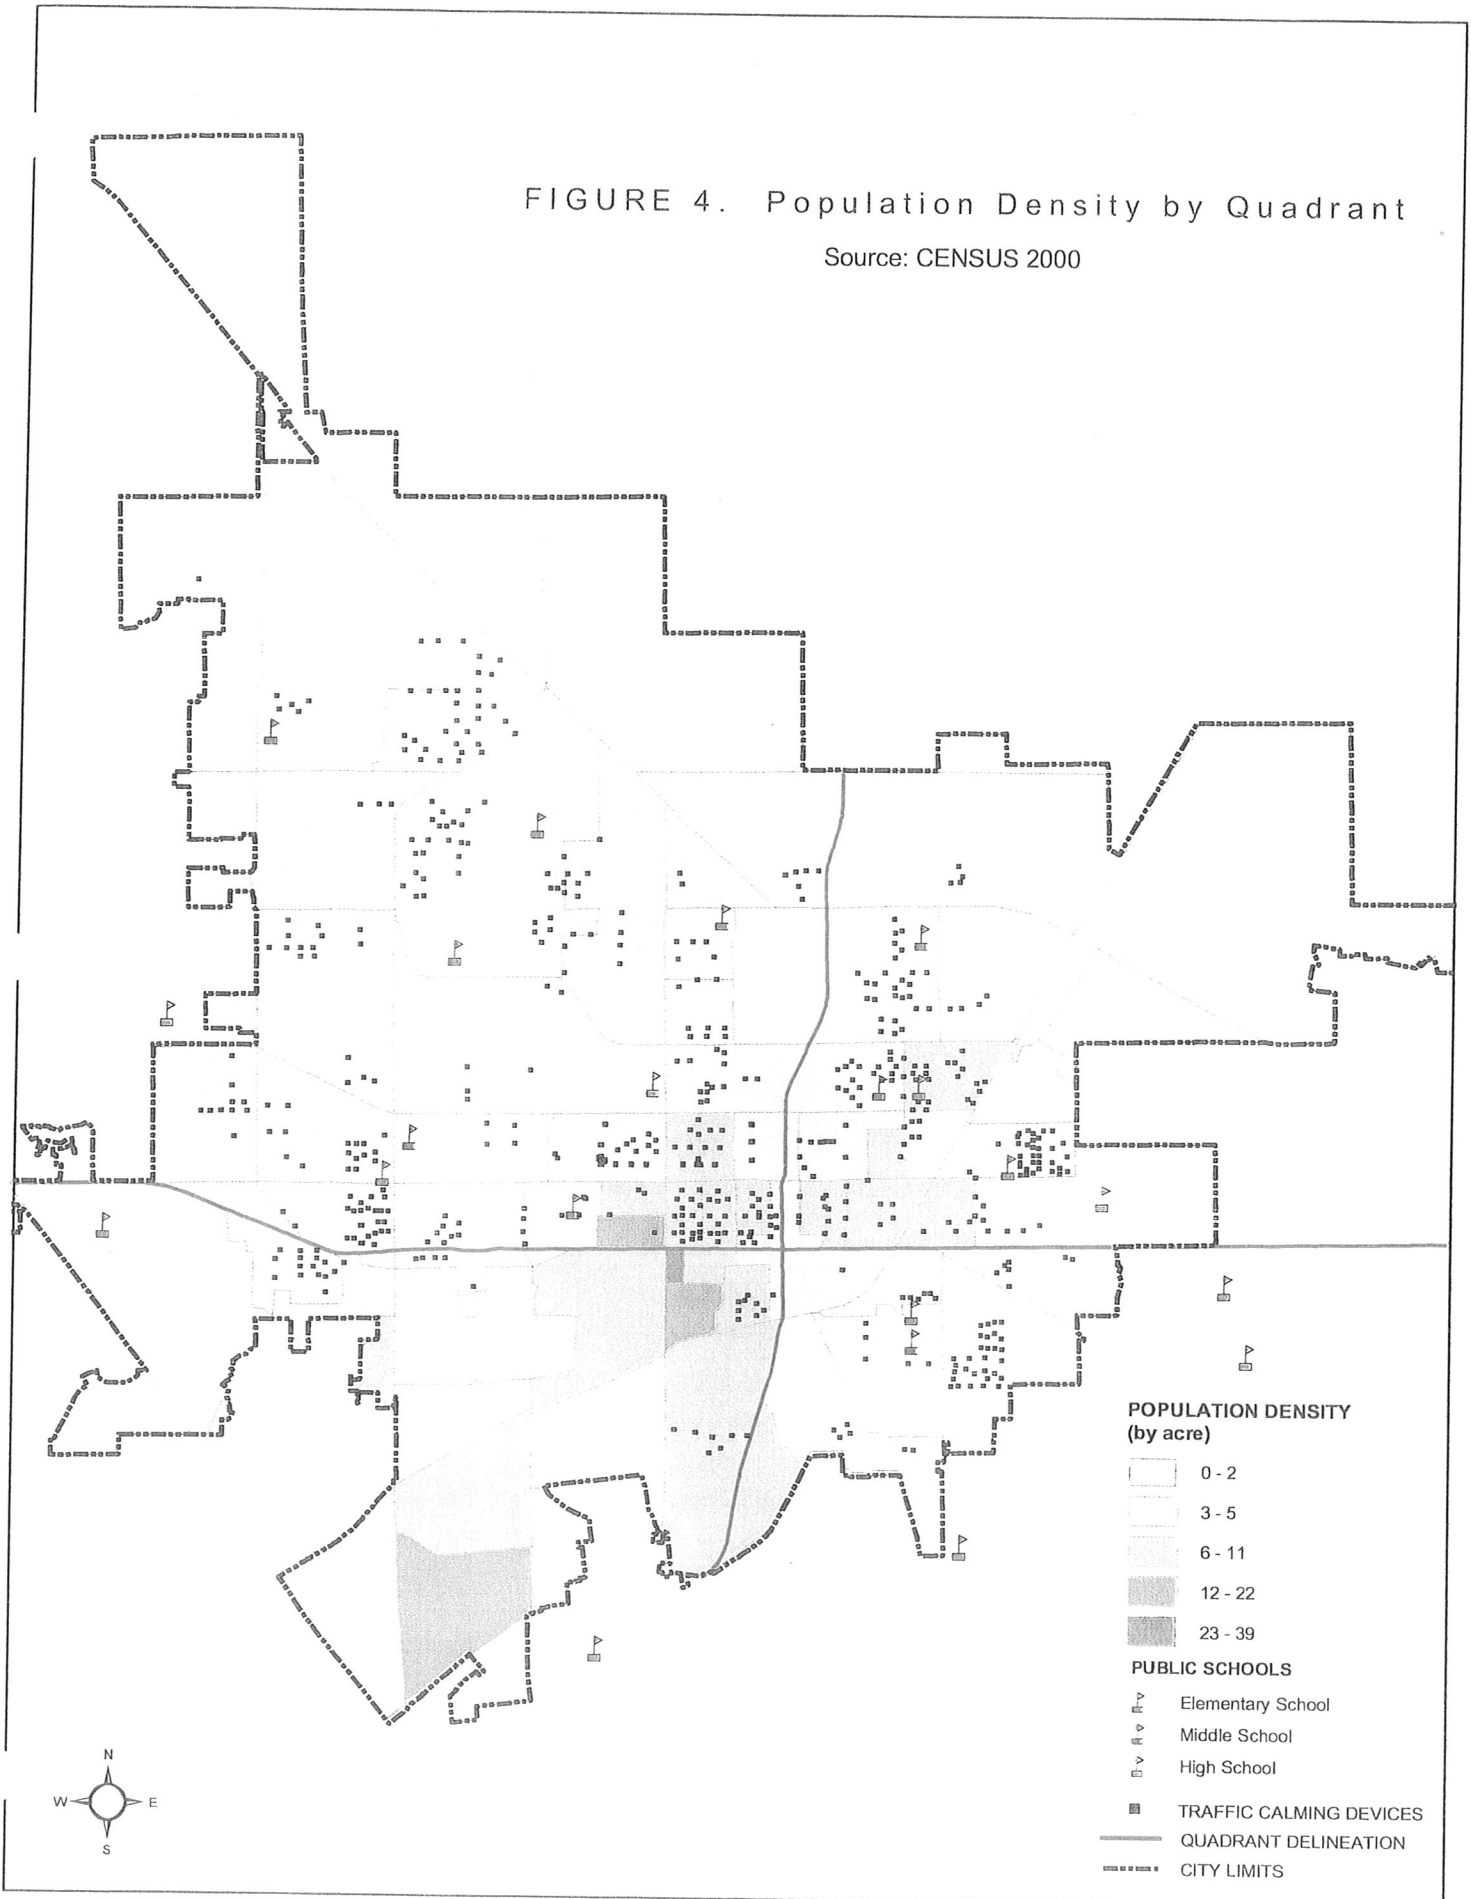 FIGURE 4. Population Density by Quadrant
Source: CENSUS 2000
POPULATION DENSITY
(by acre)
0 - 2
3 - 5
6 - 11
12 - 22
23 - 39
PUBLIC SCHOOLS
Elementary School
Middle School
High School
TRAFFIC CALMING DEVICES
QUADRANT DELINEATION
CITY LIMITS
N
W E
S